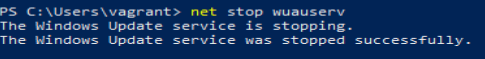 PS C:\Users\vagrant> net stop wuauserv
The Windows Update service is stopping.
The Windows Update service was stopped successfully.